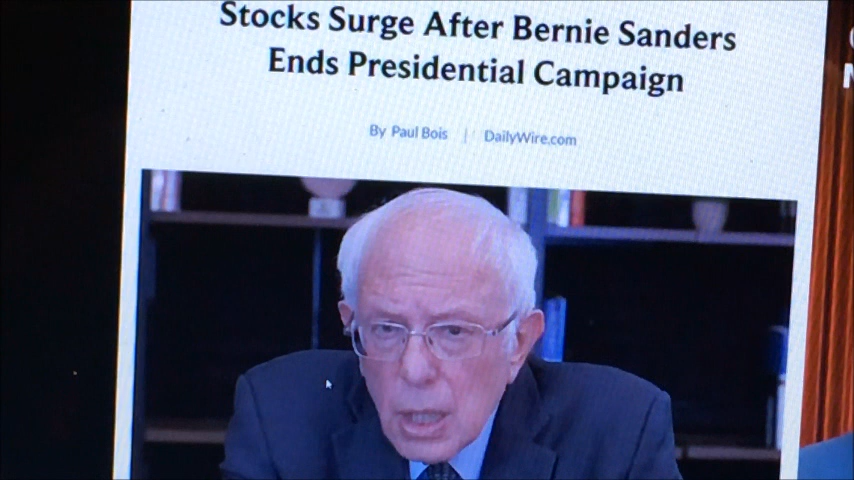 Stocks Surge After Bernie Sanders
Ends Presidential Campaign
By Paul Bois | DailyWire.com